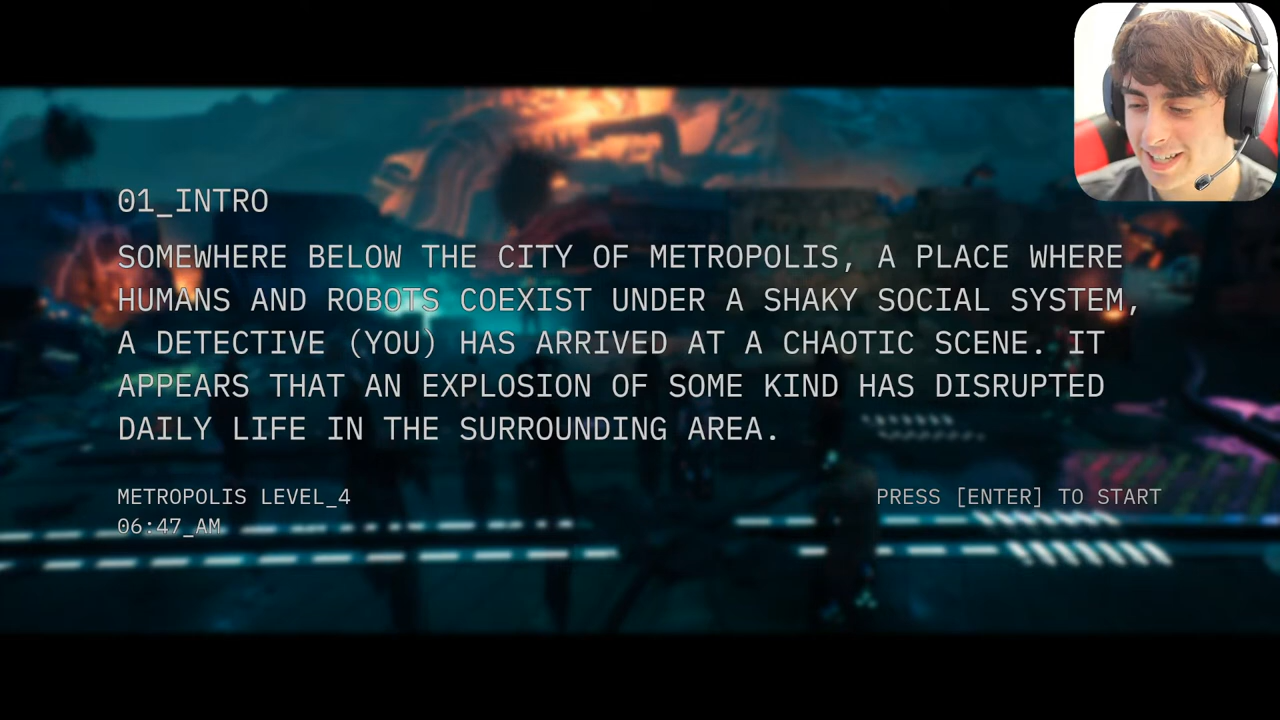 01_INTRO
SOMEWHERE BELOW THE CITY OF METROPOLIS, A PLACE WHERE
HUMANS AND ROBOTS COEXIST UNDER A SHAKY SOCIAL SYSTEM,
A DETECTIVE (YOU) HAS ARRIVED AT A CHAOTIC SCENE. IT
APPEARS THAT AN EXPLOSION OF SOME KIND HAS DISRUPTED
DAILY LIFE IN THE SURROUNDING AREA.
METROPOLIS LEVEL_4
06:47_AM
PRESS [ENTER] TO START